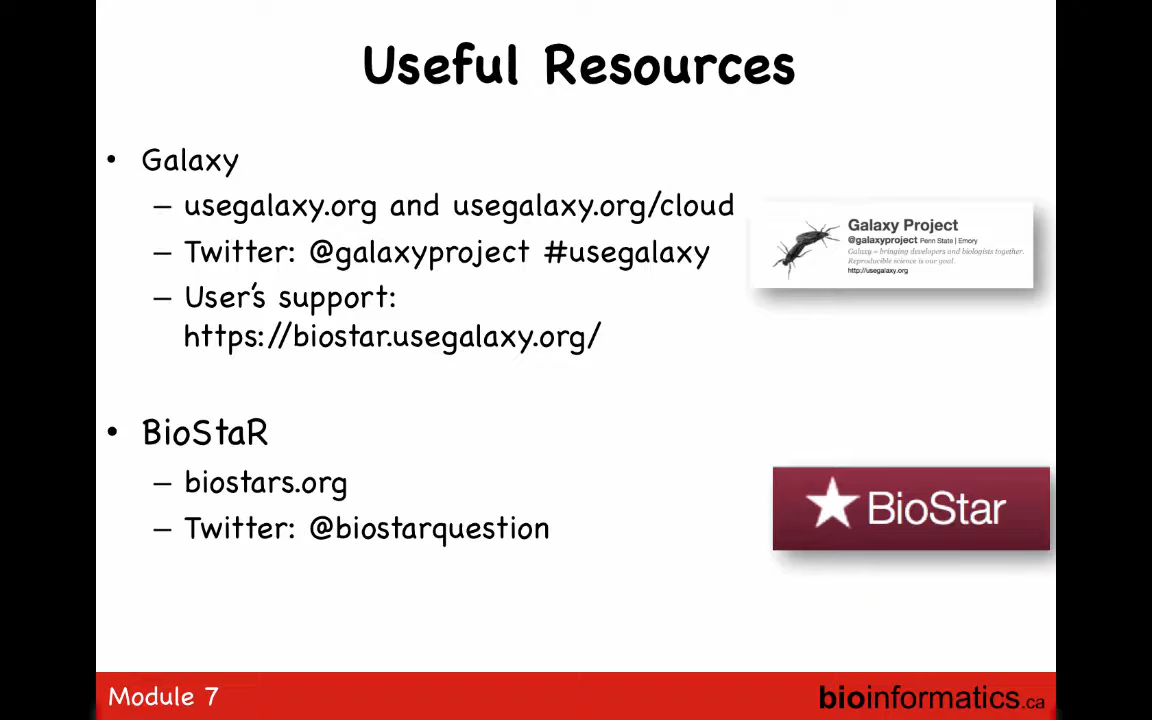 Useful Resources
• Galaxy
– usegalaxy.org and usegalaxy.org/cloud
– Twitter: @galaxyproject #usegalaxy
– User's support:
https://biostar.usegalaxy.org/
Galaxy Project
@galaxyproject Penn State | Emory
Galaxy = bringing developers and biologists together.
Reproducible science is our goal.
http://usegalaxy.org
• BioStaR
– biostars.org
– Twitter: @biostarquestion
BioStar
Module 7
bioinformatics.ca